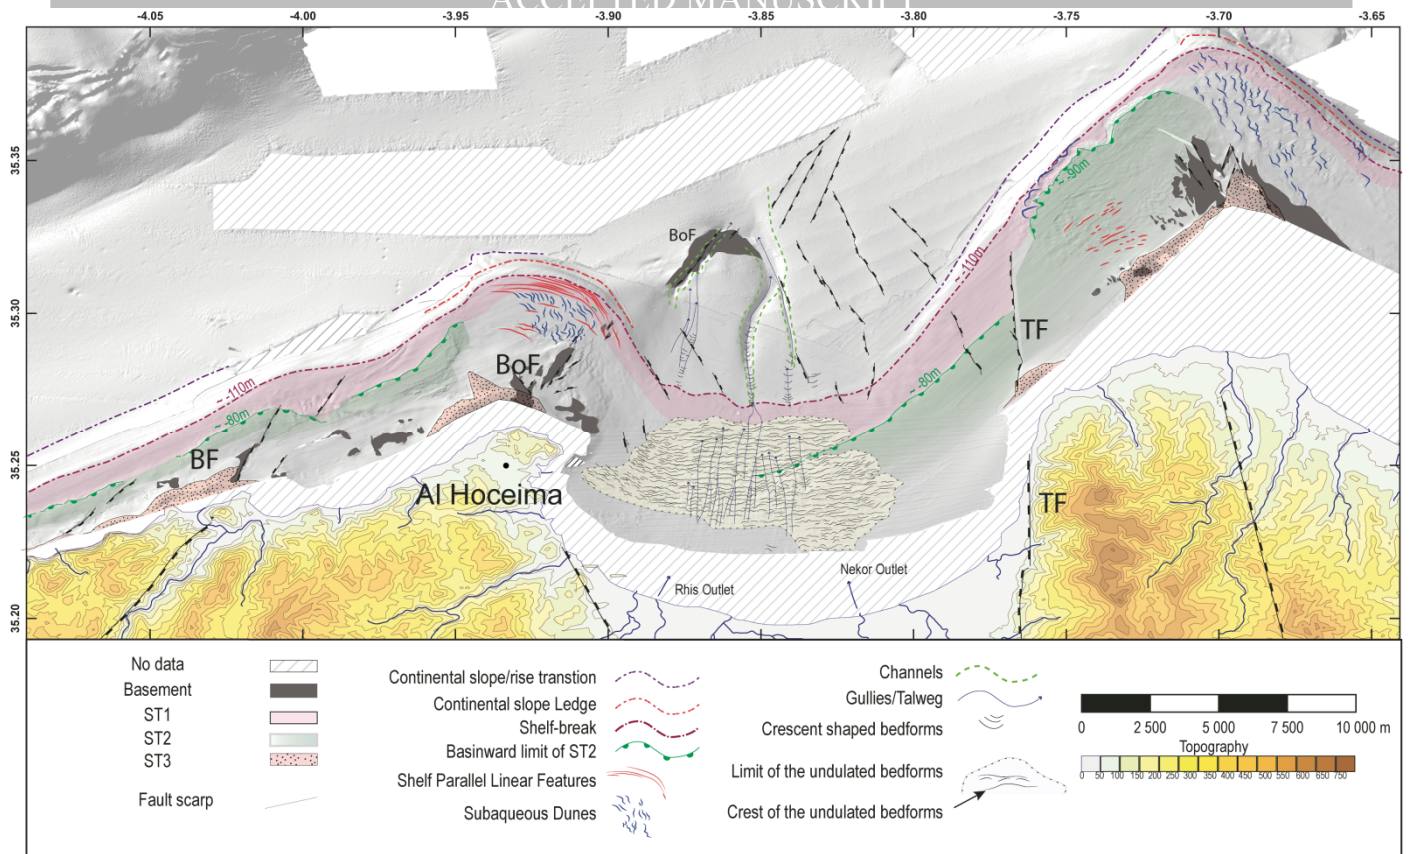 ACCEPTED MANUSCRIPT
-4.05 -4.00 -3.95 -3.90 -3.85 -3.80 -3.75 -3.70 -3.65
35.35
35.30
35.25
35.20
~ -90m
BoF
~ -110m
TF
BoF
~ -110m
~ -80m
~ -80m
BF
Al Hoceima
TF
Nekor Outlet
Rhis Outlet
No data
Basement
ST1
ST2
ST3
Fault scarp
Continental slope/rise transtion
Continental slope Ledge
Shelf-break
Basinward limit of ST2
Shelf Parallel Linear Features
Subaqueous Dunes
Channels
Gullies/Talweg
Crescent shaped bedforms
Limit of the undulated bedforms
Crest of the undulated bedforms
0 2 500 5 000 7 500 10 000 m
Topography
0 50 100 150 200 250 300 350 400 450 500 550 600 650 750